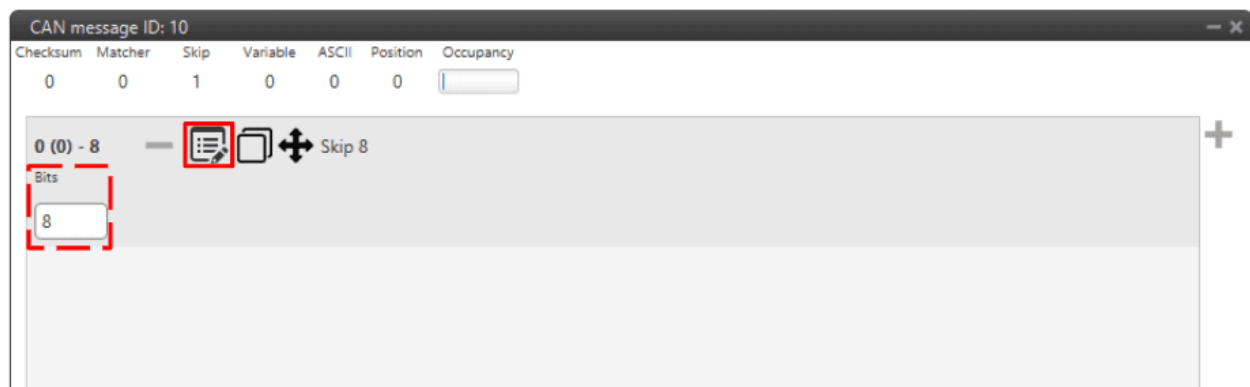 CAN message ID: 10
Checksum Matcher Skip Variable ASCII Position Occupancy
0 0 1 0 0 0
0 (0) - 8 Skip 8
Bits
8